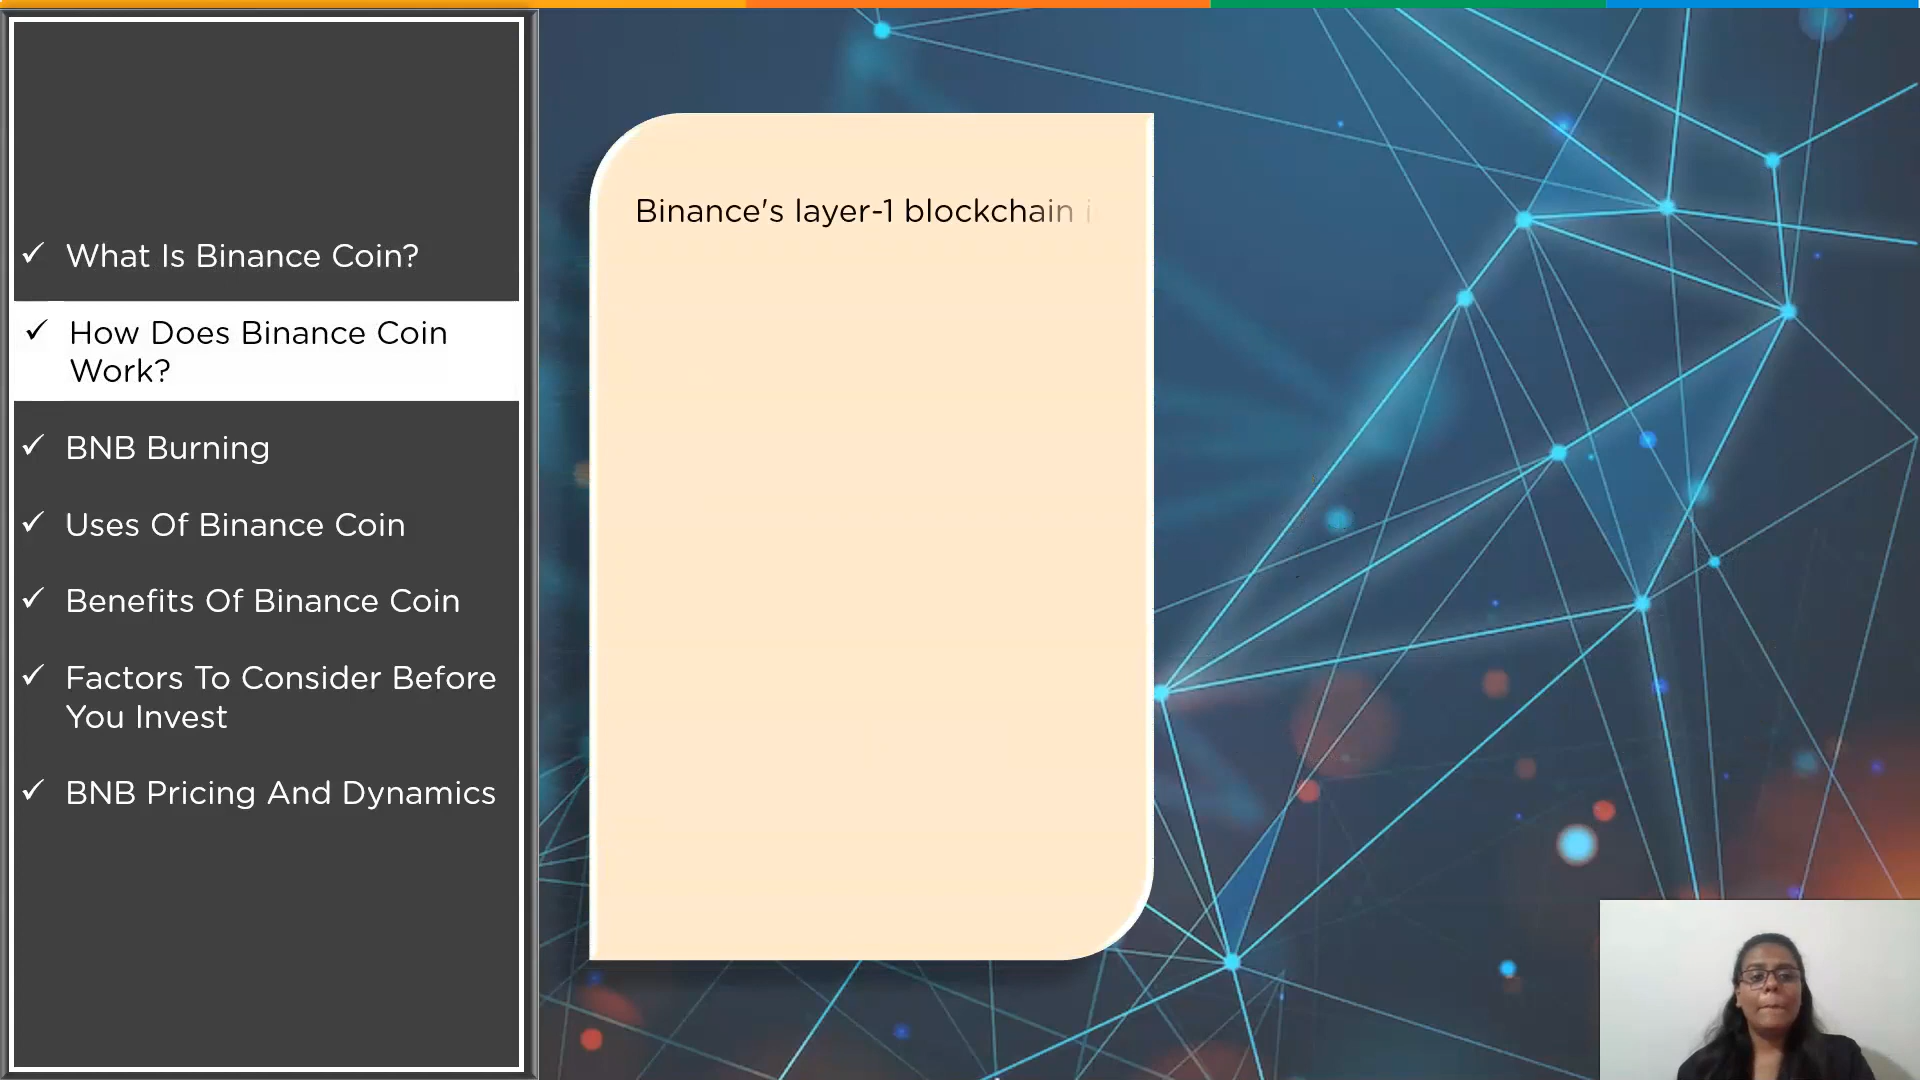 What Is Binance Coin?
How Does Binance Coin
Work?
BNB Burning
Uses Of Binance Coin
Benefits Of Binance Coin
Factors To Consider Before
You Invest
BNB Pricing And Dynamics
Binance's layer-1 blockchain